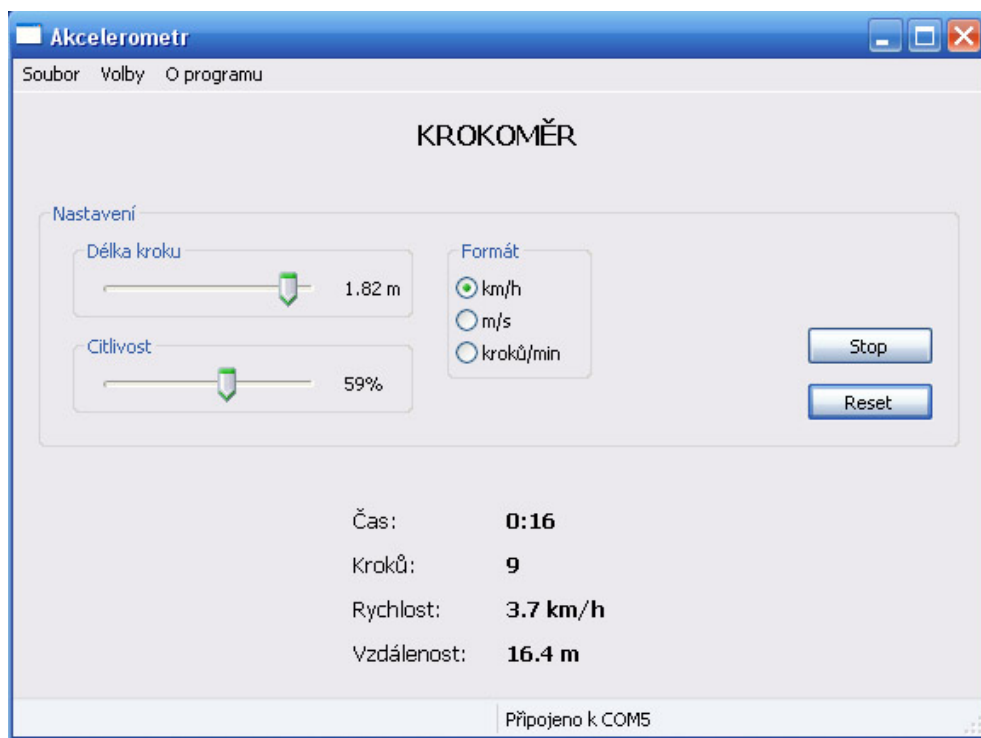 Akcelerometr
Soubor Volby O programu
KROKOMĚR
Nastavení
Délka kroku
1.82 m
Citlivost
59%
Formát
km/h
m/s
kroků/min
Stop
Reset
Čas: 0:16
Kroků: 9
Rychlost: 3.7 km/h
Vzdálenost: 16.4 m
Připojeno k COM5